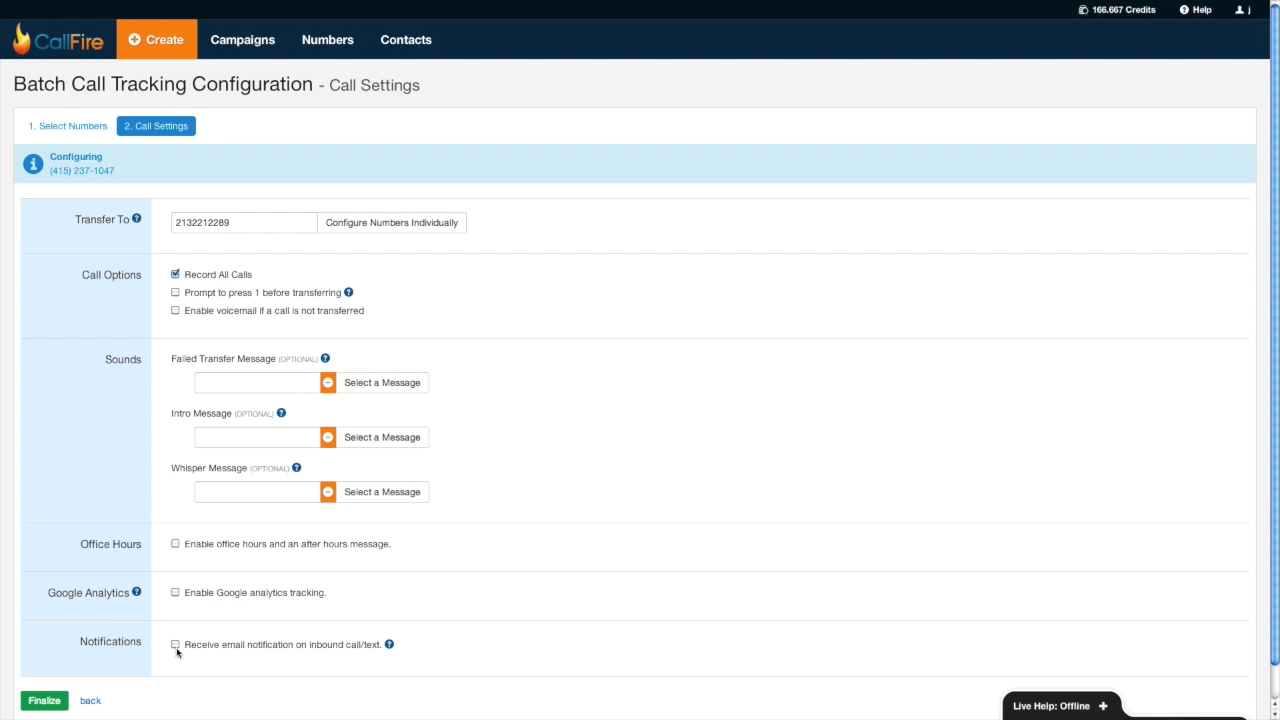 166.667 Credits Help j
CallFire Create Campaigns Numbers Contacts
Batch Call Tracking Configuration - Call Settings
1. Select Numbers 2. Call Settings
Configuring
(415) 237-1047
Transfer To 2132212289 Configure Numbers Individually
Call Options Record All Calls
Prompt to press 1 before transferring
Enable voicemail if a call is not transferred
Sounds Failed Transfer Message (OPTIONAL)
Select a Message
Intro Message (OPTIONAL)
Select a Message
Whisper Message (OPTIONAL)
Select a Message
Office Hours Enable office hours and an after hours message.
Google Analytics Enable Google analytics tracking.
Notifications Receive email notification on inbound call/text.
Finalize back
Live Help: Offline